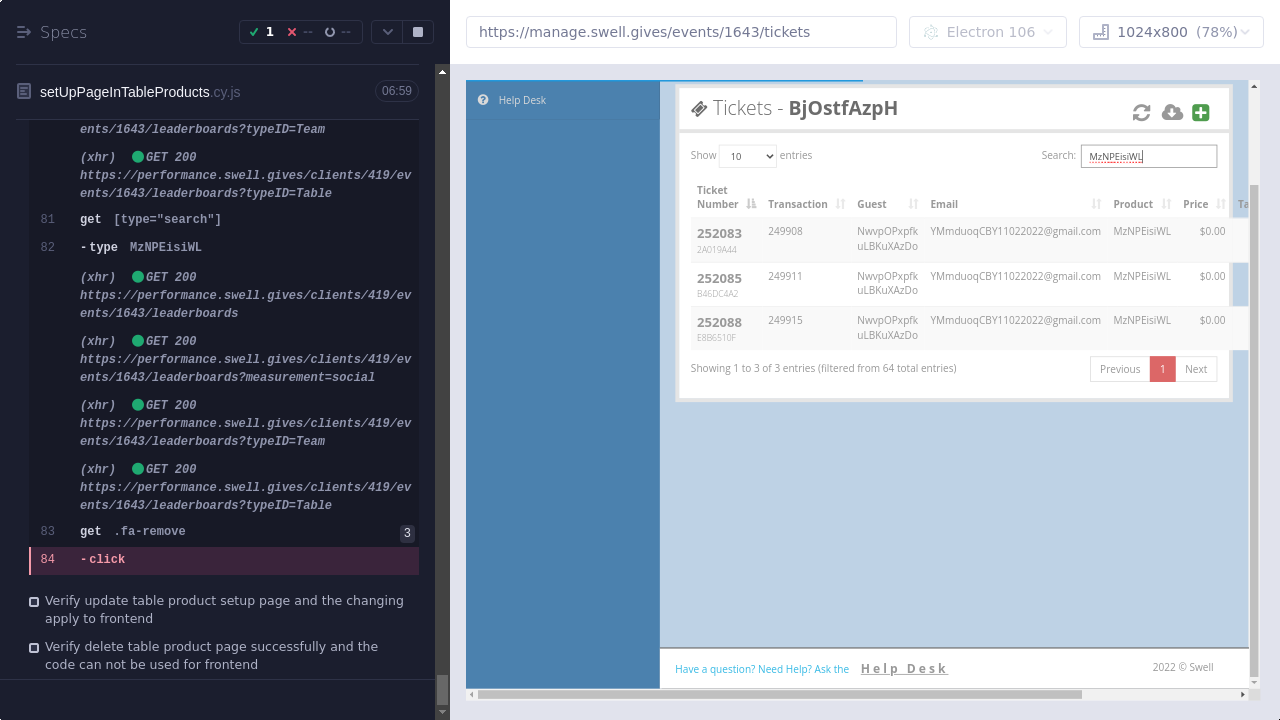 Specs
1
--
--
https://manage.swell.gives/events/1643/tickets
Electron 106
1024x800 (78%)
setUpPageInTableProducts.cy.js
06:59
ents/1643/leaderboards?typeID=Team
(xhr) GET 200
https://performance.swell.gives/clients/419/ev
ents/1643/leaderboards?typeID=Table
81 get [type="search"]
82 -type MzNPEisiWL
(xhr) GET 200
https://performance.swell.gives/clients/419/ev
ents/1643/leaderboards
(xhr) GET 200
https://performance.swell.gives/clients/419/ev
ents/1643/leaderboards?measurement=social
(xhr) GET 200
https://performance.swell.gives/clients/419/ev
ents/1643/leaderboards?typeID=Team
(xhr) GET 200
https://performance.swell.gives/clients/419/ev
ents/1643/leaderboards?typeID=Table
83 get .fa-remove 3
84 -click
Verify update table product setup page and the changing
apply to frontend
Verify delete table product page successfully and the
code can not be used for frontend
Help Desk
Tickets - BjOstfAzpH
Show 10 entries
Search: MzNPEisiWL
Ticket
Number Transaction Guest Email Product Price Ta
252083 249908 NwvpOPxpfk YMmduoqCBY11022022@gmail.com MzNPEisiWL $0.00
2A019A44 uLBKuXAzDo
252085 249911 NwvpOPxpfk YMmduoqCBY11022022@gmail.com MzNPEisiWL $0.00
B46DC4A2 uLBKuXAzDo
252088 249915 NwvpOPxpfk YMmduoqCBY11022022@gmail.com MzNPEisiWL $0.00
E8B6510F uLBKuXAzDo
Showing 1 to 3 of 3 entries (filtered from 64 total entries)
Previous 1 Next
Have a question? Need Help? Ask the Help Desk
2022 © Swell